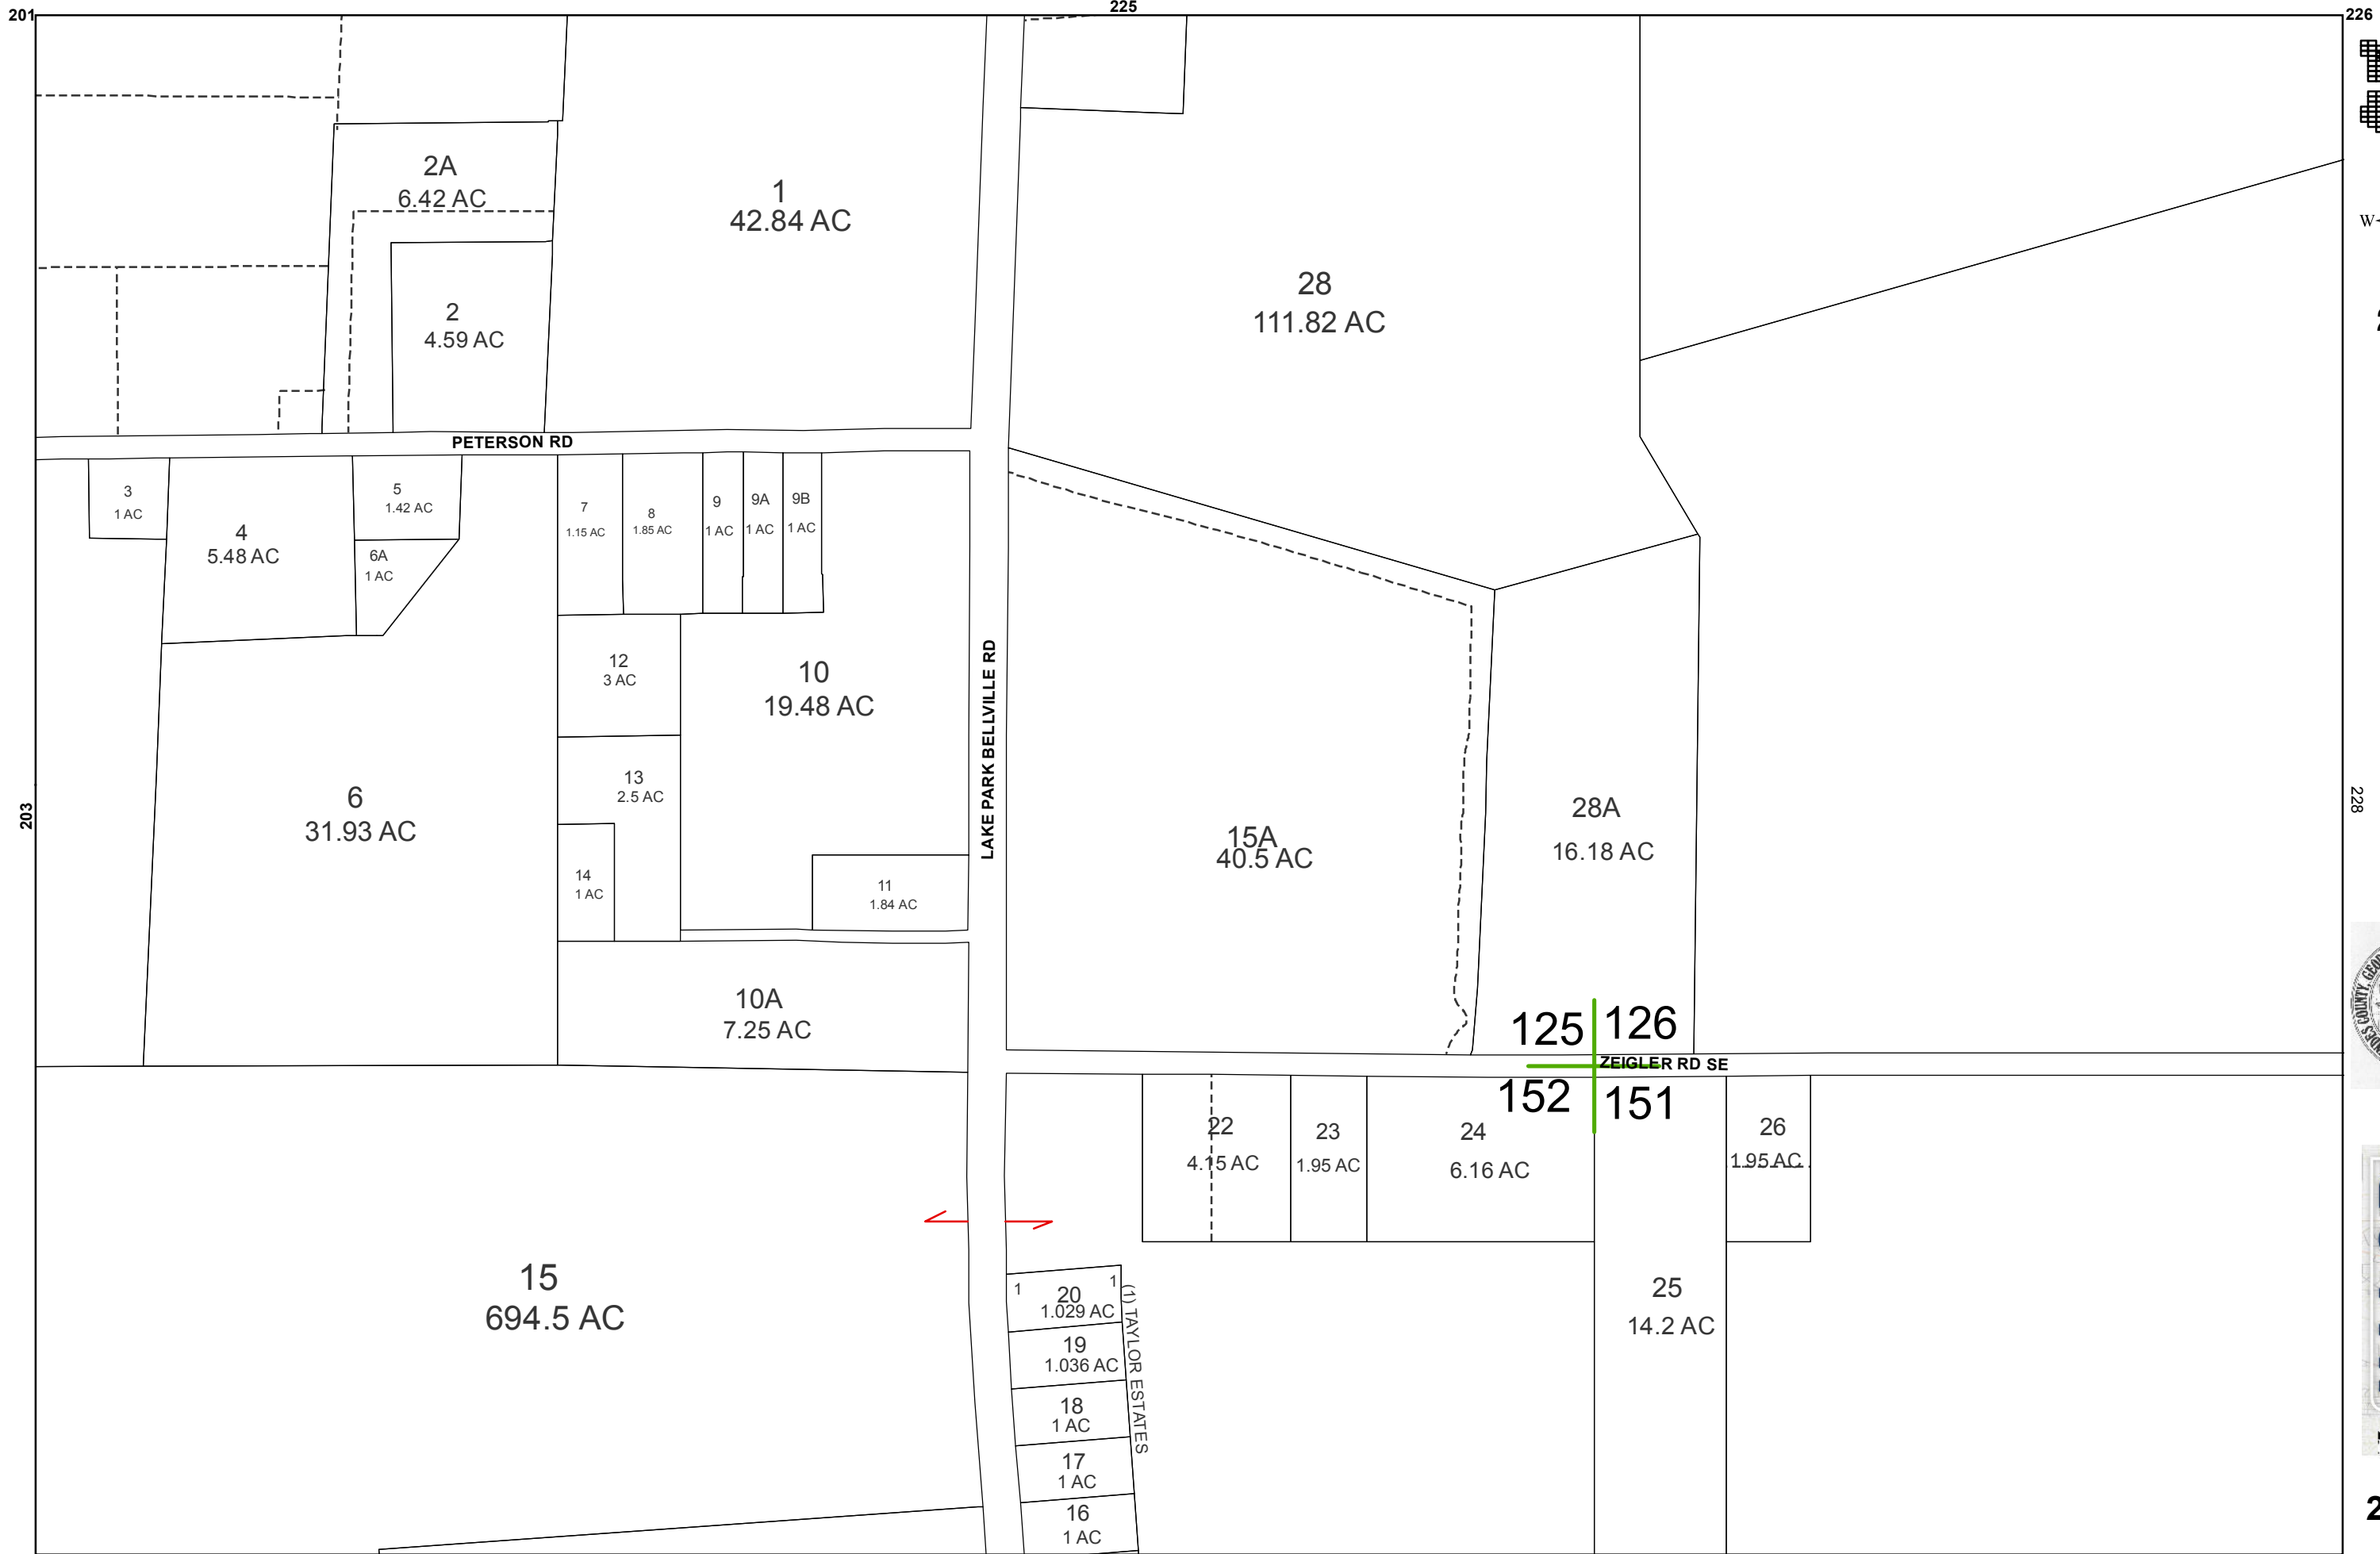 201
225
226
W
2A
6.42 AC
1
42.84 AC
28
111.82 AC
2
4.59 AC
PETERSON RD
3
1 AC
4
5.48 AC
5
1.42 AC
6A
1 AC
7
1.15 AC
8
1.85 AC
9
1 AC
9A
1 AC
9B
1 AC
12
3 AC
10
19.48 AC
LAKE PARK BELLVILLE RD
13
2.5 AC
6
31.93 AC
203
228
15A
40.5 AC
28A
16.18 AC
14
1 AC
11
1.84 AC
10A
7.25 AC
125
126
ZEIGLER RD SE
152
151
22
4.15 AC
23
1.95 AC
24
6.16 AC
26
1.95 AC
15
694.5 AC
25
14.2 AC
1
1
20
1.029 AC
(1) TAYLOR ESTATES
19
1.036 AC
18
1 AC
17
1 AC
16
1 AC